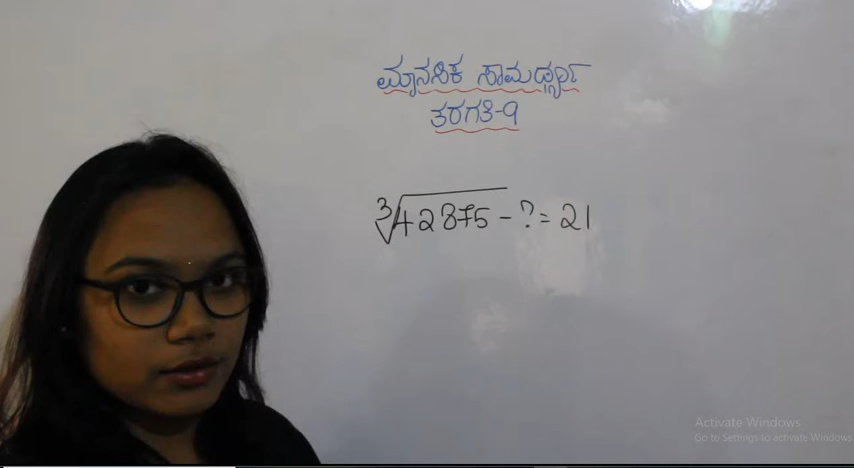 ಮಾನಸಿಕ ಸಾಮರ್ಥ್ಯ
ತರಗತಿ-9
∛42875 - ? = 21
Activate Windows
Go to Settings to activate Windows.